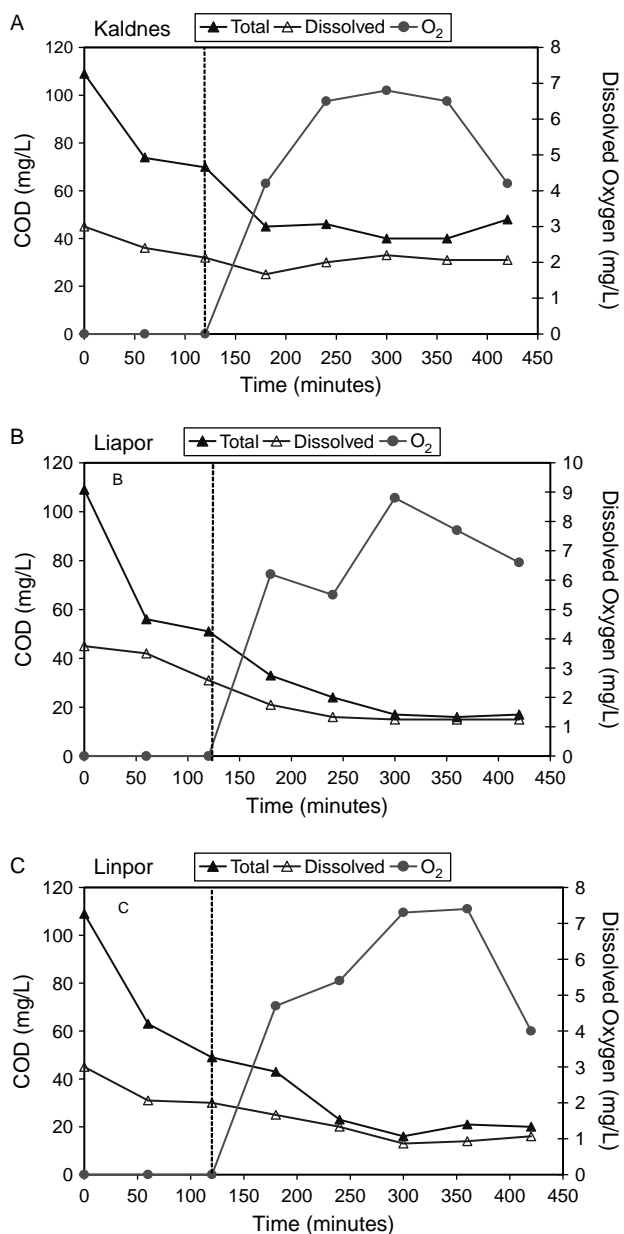 A
Kaldnes
Total Dissolved O₂
120
100
80
60
40
20
0
COD (mg/L)
8
7
6
5
4
3
2
1
0
Dissolved Oxygen (mg/L)
0 50 100 150 200 250 300 350 400 450
Time (minutes)
B
Liapor
Total Dissolved O₂
B
120
100
80
60
40
20
0
COD (mg/L)
10
9
8
7
6
5
4
3
2
1
0
Dissolved Oxygen (mg/L)
0 50 100 150 200 250 300 350 400 450
Time (minutes)
C
Linpor
Total Dissolved O₂
C
120
100
80
60
40
20
0
COD (mg/L)
8
7
6
5
4
3
2
1
0
Dissolved Oxygen (mg/L)
0 50 100 150 200 250 300 350 400 450
Time (minutes)